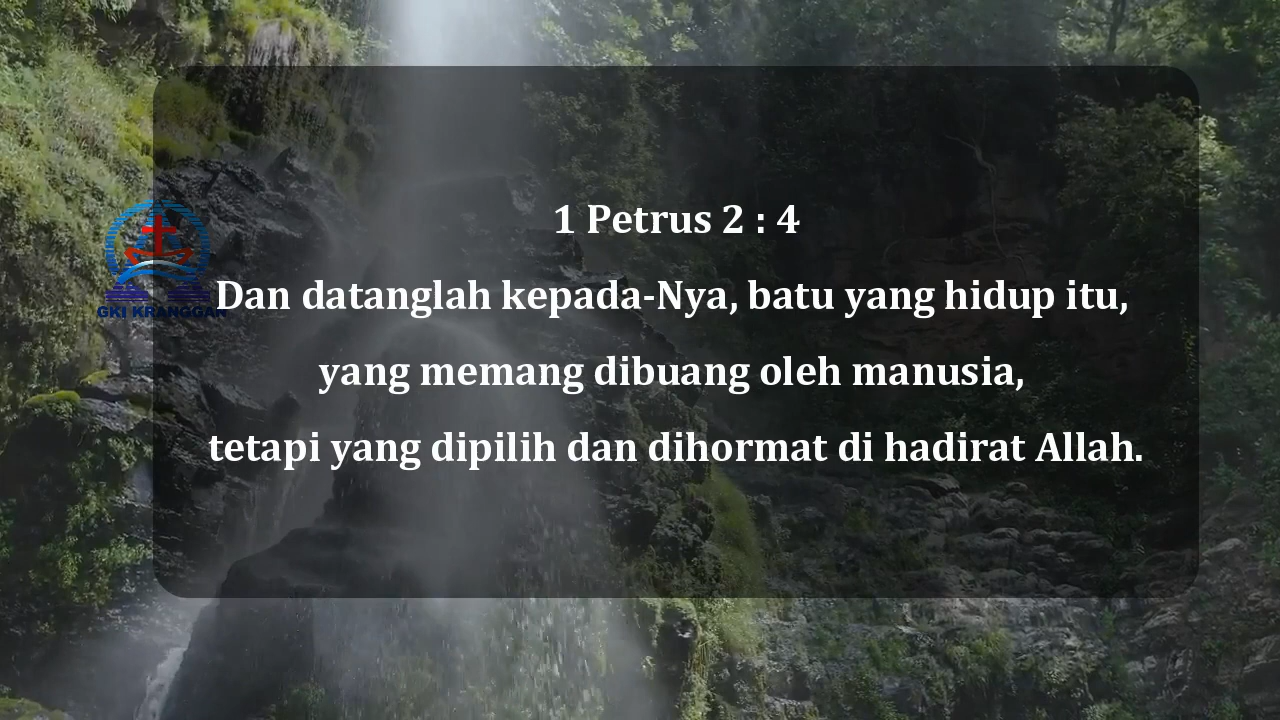 1 Petrus 2 : 4
Dan datanglah kepada-Nya, batu yang hidup itu,
yang memang dibuang oleh manusia,
tetapi yang dipilih dan dihormat di hadirat Allah.
GKI KRANGGAN